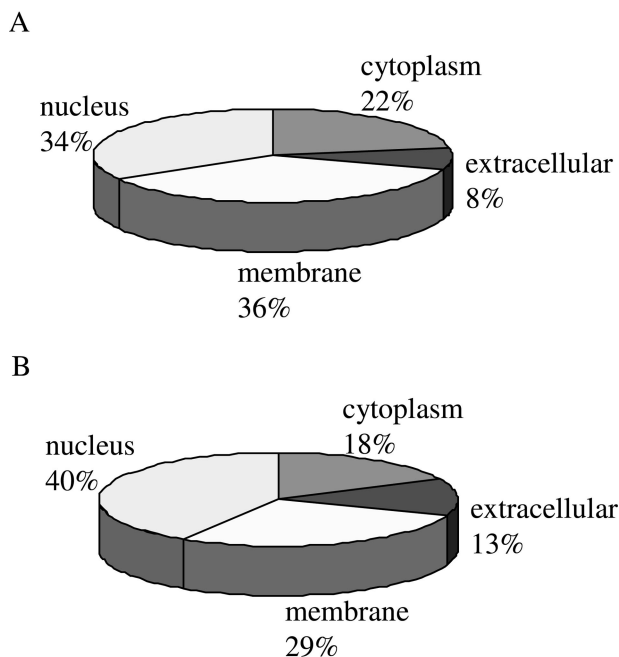 A
cytoplasm
22%
nucleus
34%
extracellular
8%
membrane
36%
B
cytoplasm
18%
nucleus
40%
extracellular
13%
membrane
29%